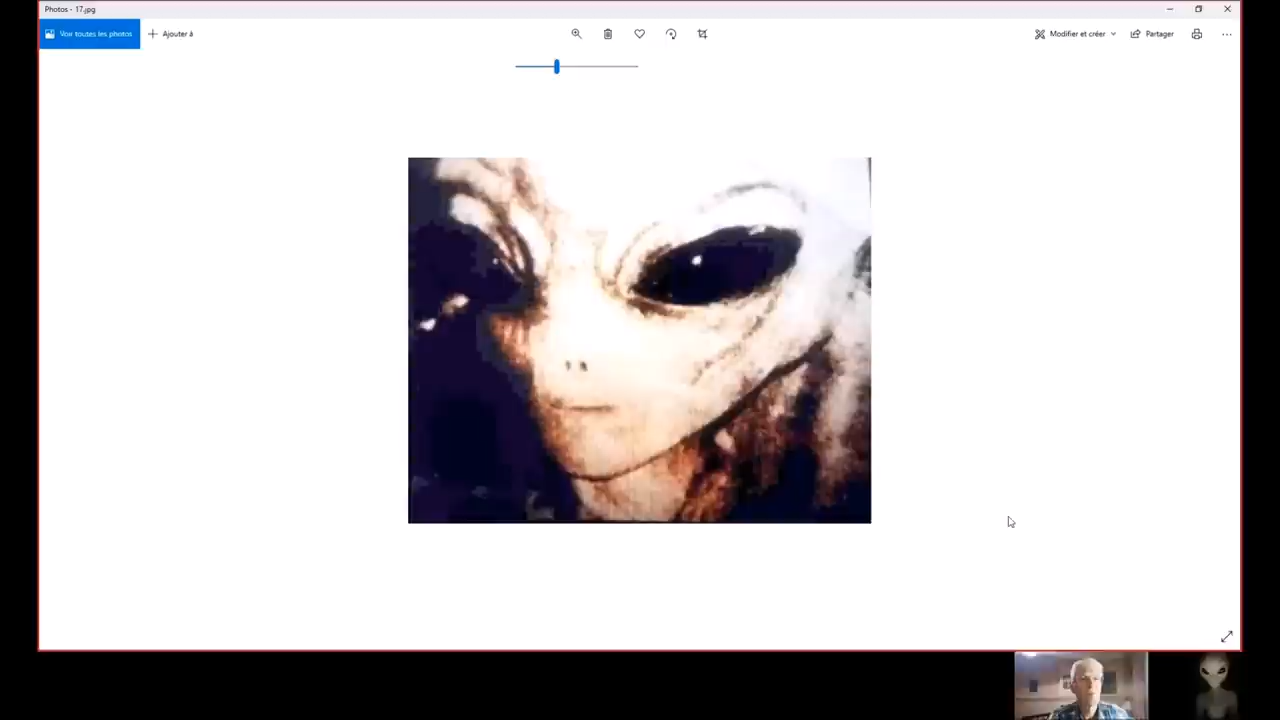 Photos - 17.jpg
Voir toutes les photos
Ajouter à
Modifier et créer
Partager